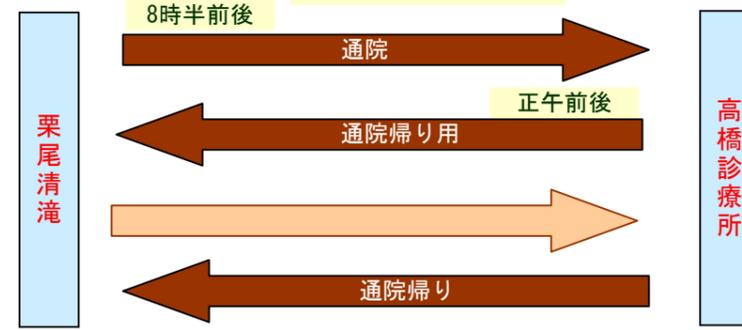 8時半前後
通院
正午前後
通院帰り用
通院帰り
栗尾清滝
高橋診療所